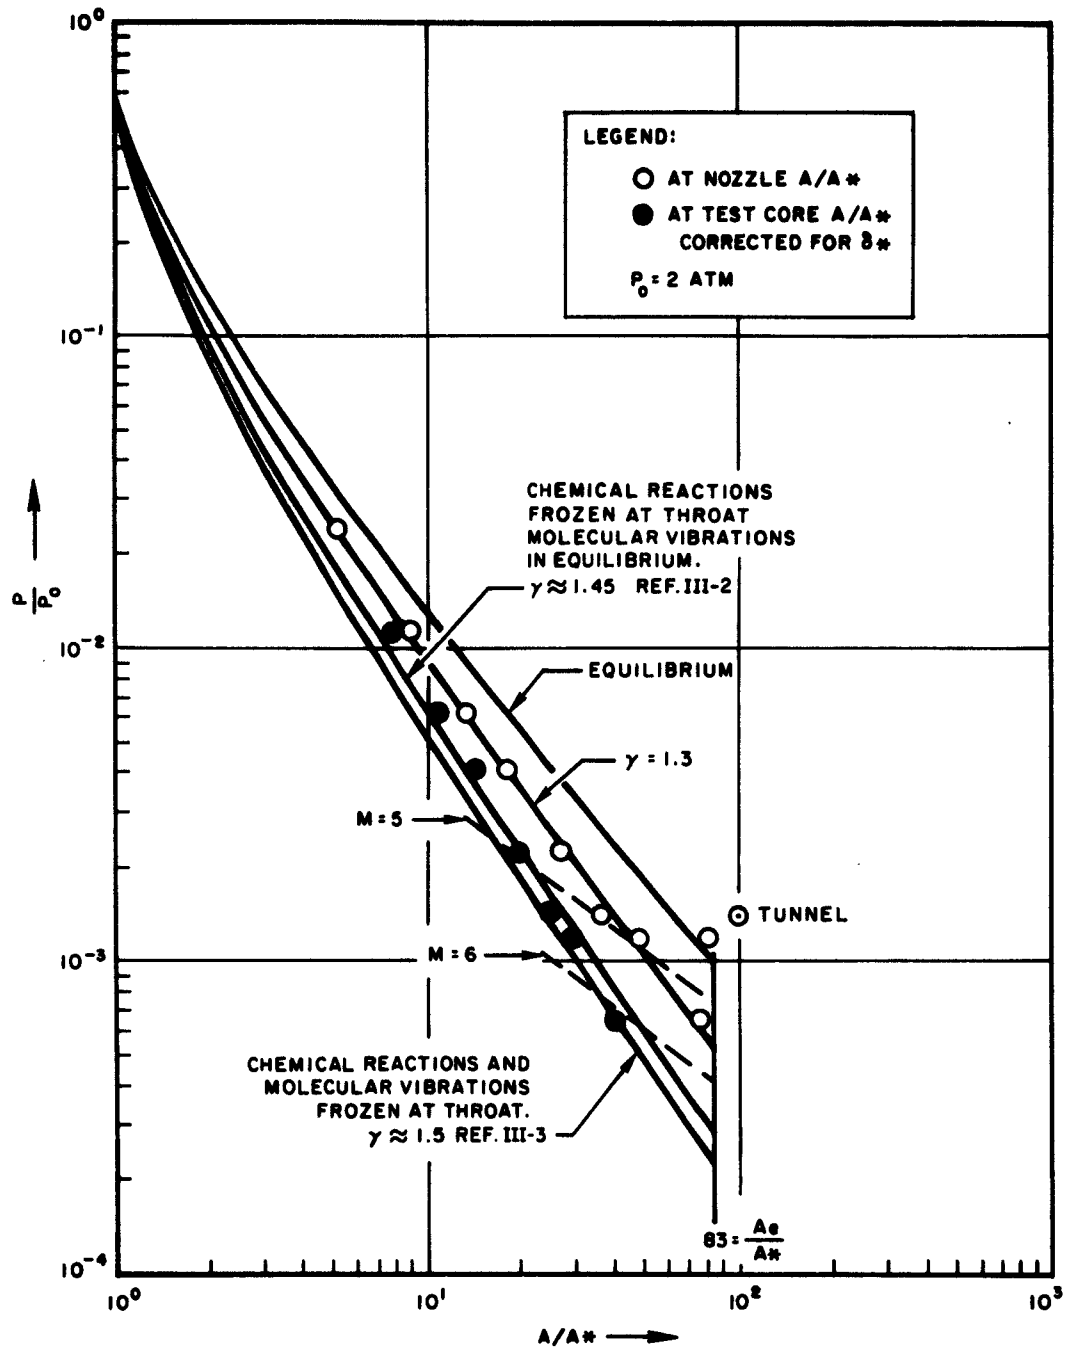 10⁰
LEGEND:
○ AT NOZZLE A/A*
● AT TEST CORE A/A*
CORRECTED FOR δ*
P₀ = 2 ATM
10⁻¹
CHEMICAL REACTIONS
FROZEN AT THROAT
MOLECULAR VIBRATIONS
IN EQUILIBRIUM.
γ ≈ 1.45 REF. III-2
P/P₀
10⁻²
EQUILIBRIUM
γ = 1.3
M = 5
TUNNEL
M = 6
10⁻³
CHEMICAL REACTIONS AND
MOLECULAR VIBRATIONS
FROZEN AT THROAT.
γ ≈ 1.5 REF. III-3
83 = Ae/A*
10⁻⁴
10⁰ 10¹ 10² 10³
A/A*